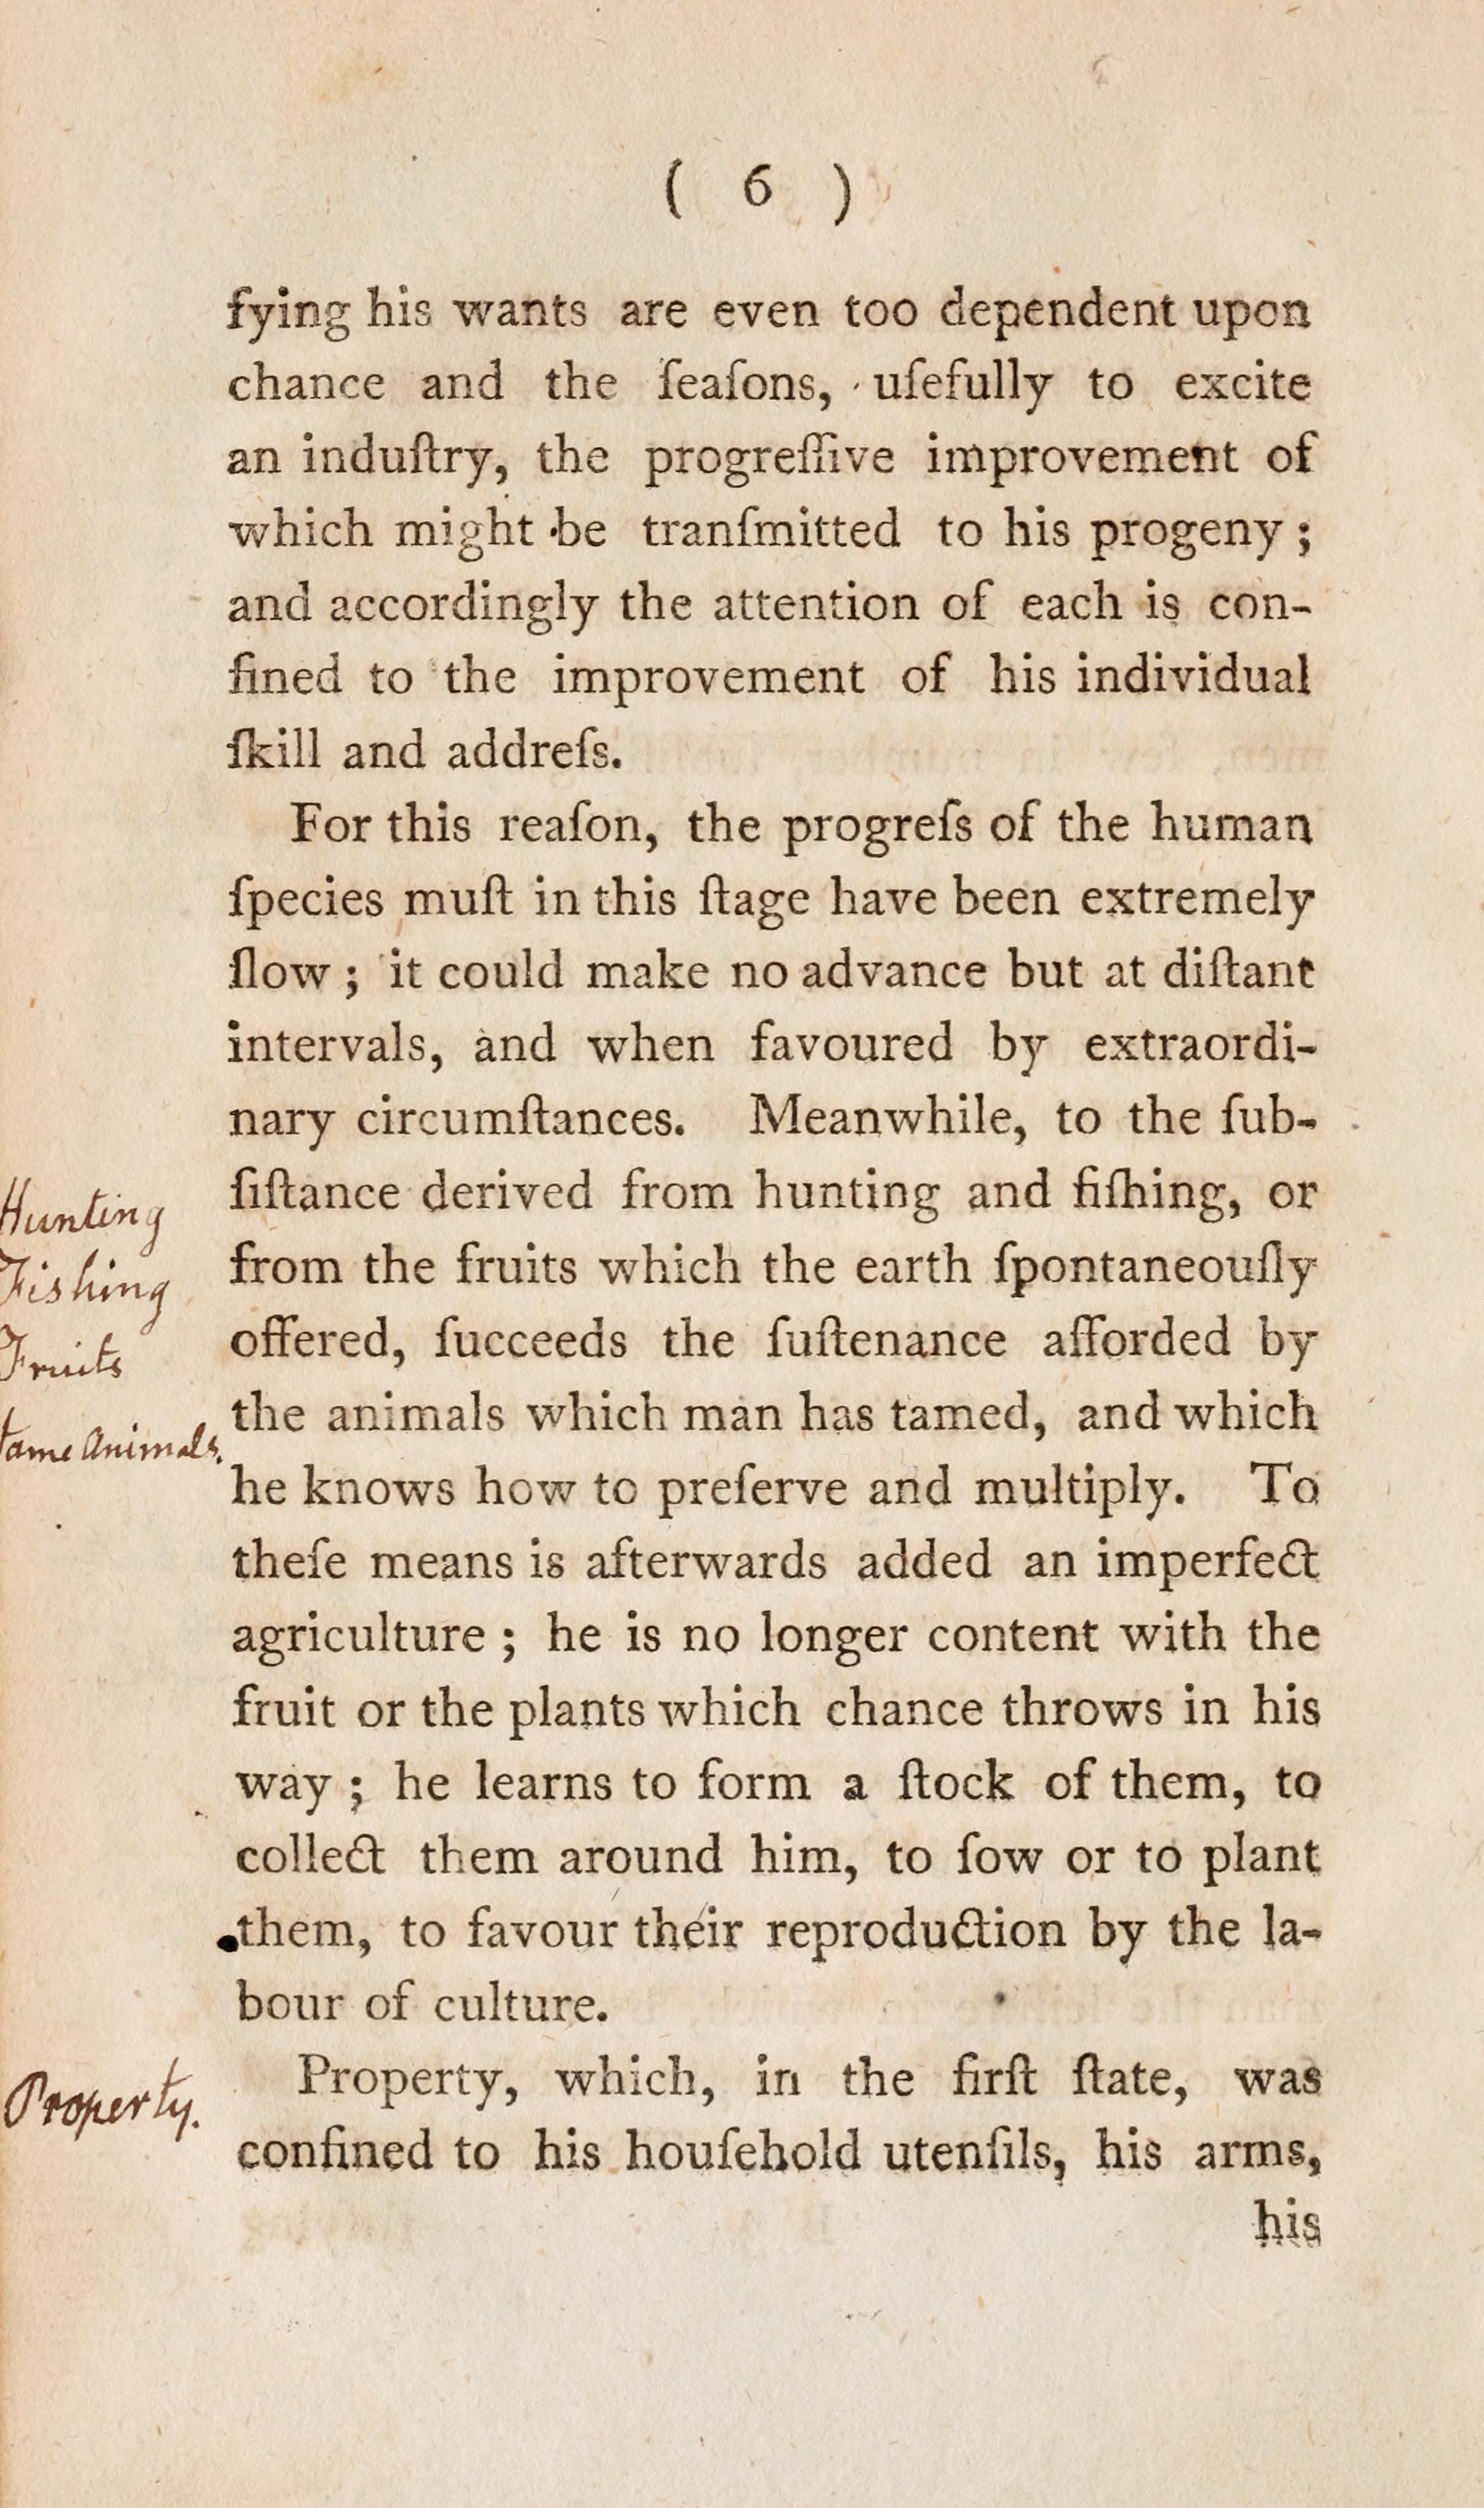 ( 6 )
fying his wants are even too dependent upon
chance and the ſeaſons, uſefully to excite
an induſtry, the progreſſive improvement of
which might be tranſmitted to his progeny ;
and accordingly the attention of each is con-
fined to the improvement of his individual
ſkill and addreſs.
For this reaſon, the progreſs of the human
ſpecies muſt in this ſtage have been extremely
ſlow ; it could make no advance but at diſtant
intervals, and when favoured by extraordi-
nary circumſtances. Meanwhile, to the ſub-
ſiſtance derived from hunting and fiſhing, or
from the fruits which the earth ſpontaneouſly
offered, ſucceeds the ſuſtenance afforded by
the animals which man has tamed, and which
he knows how to preſerve and multiply. To
theſe means is afterwards added an imperfect
agriculture ; he is no longer content with the
fruit or the plants which chance throws in his
way ; he learns to form a ſtock of them, to
collect them around him, to ſow or to plant
them, to favour their reproduction by the la-
bour of culture.
Property, which, in the firſt ſtate, was
confined to his houſehold utenſils, his arms,
his
Hunting
Fishing
Fruits
tame Animals.
Property.